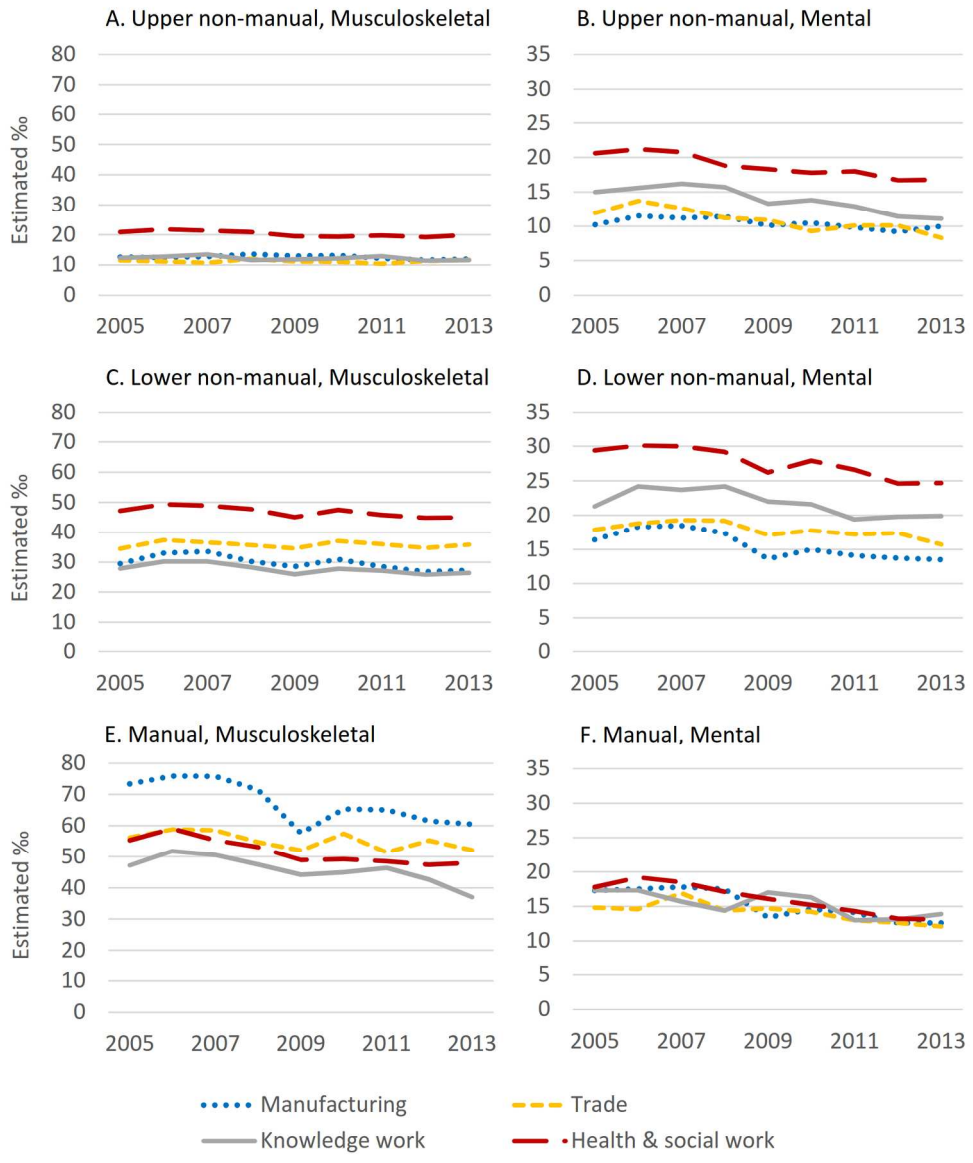 A. Upper non-manual, Musculoskeletal
80
70
60
50
40
30
20
10
0
Estimated ‰
2005 2007 2009 2011 2013
B. Upper non-manual, Mental
35
30
25
20
15
10
5
0
2005 2007 2009 2011 2013
C. Lower non-manual, Musculoskeletal
80
70
60
50
40
30
20
10
0
Estimated ‰
2005 2007 2009 2011 2013
D. Lower non-manual, Mental
35
30
25
20
15
10
5
0
2005 2007 2009 2011 2013
E. Manual, Musculoskeletal
80
70
60
50
40
30
20
10
0
Estimated ‰
2005 2007 2009 2011 2013
F. Manual, Mental
35
30
25
20
15
10
5
0
2005 2007 2009 2011 2013
Manufacturing
Trade
Knowledge work
Health & social work